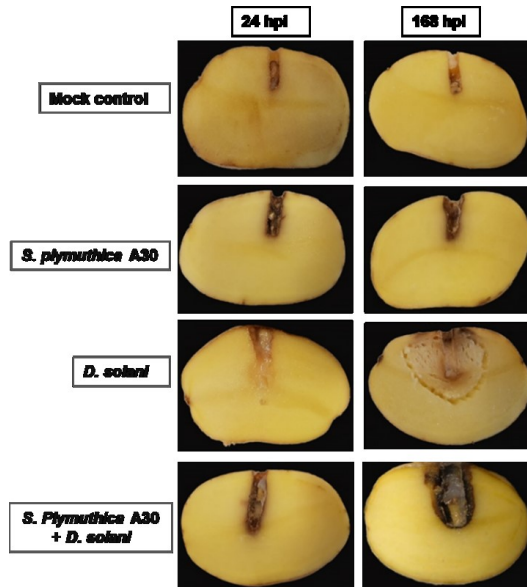 24 hpi
168 hpi
Mock control
S. plymuthica A30
D. solani
S. Plymuthica A30
+ D. solani